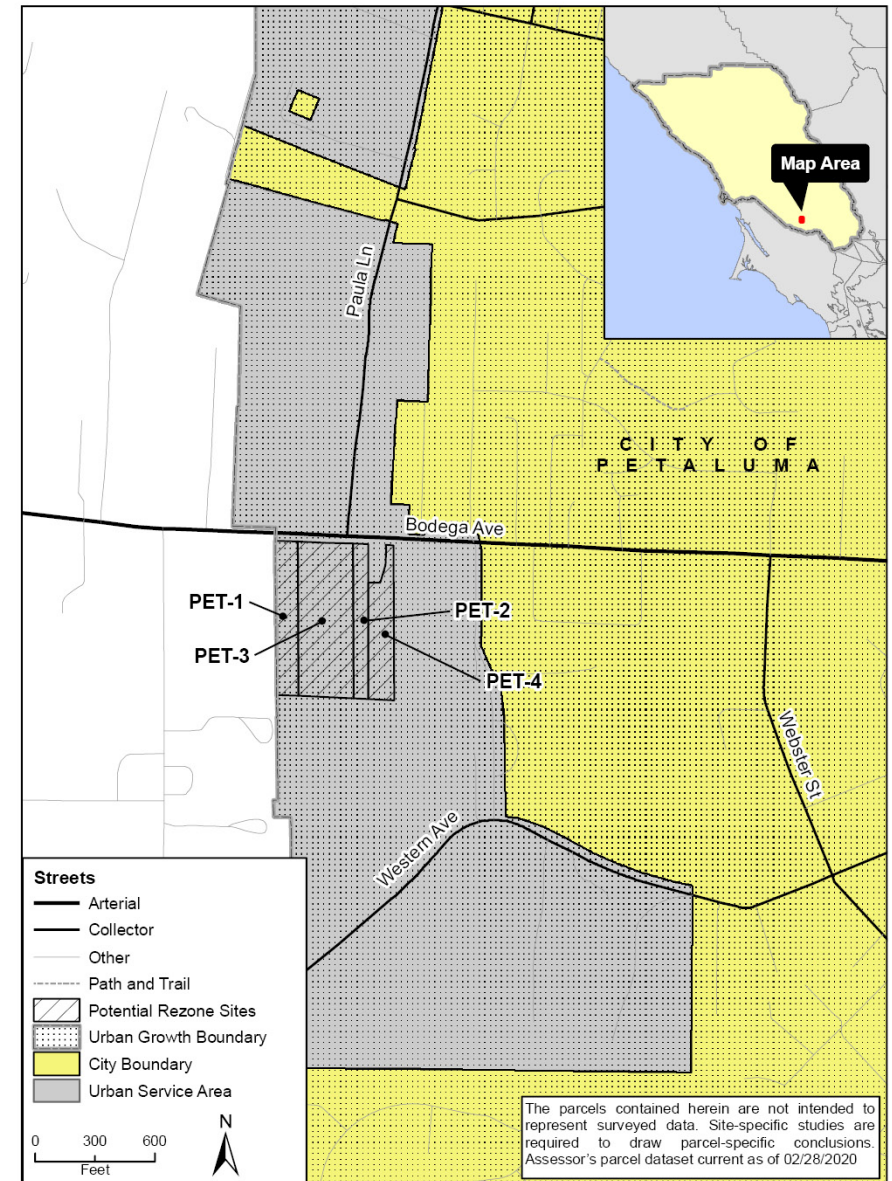 Map Area
Paula Ln
CITY OF
PETALUMA
Bodega Ave
PET-1
PET-2
PET-3
PET-4
Webster St
Western Ave
Streets
Arterial
Collector
Other
Path and Trail
Potential Rezone Sites
Urban Growth Boundary
City Boundary
Urban Service Area
N
0 300 600
Feet
The parcels contained herein are not intended to
represent surveyed data. Site-specific studies are
required to draw parcel-specific conclusions.
Assessor's parcel dataset current as of 02/28/2020